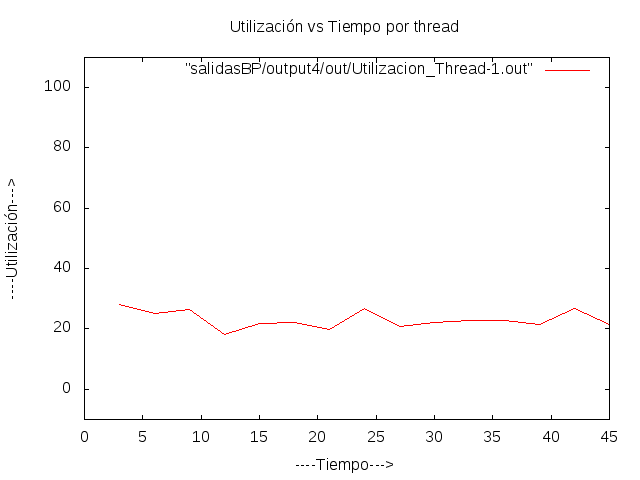 Utilización vs Tiempo por thread
"salidasBP/output4/out/Utilizacion_Thread-1.out"
100
80
60
40
20
0
----Utilización--->
0 5 10 15 20 25 30 35 40 45
----Tiempo--->